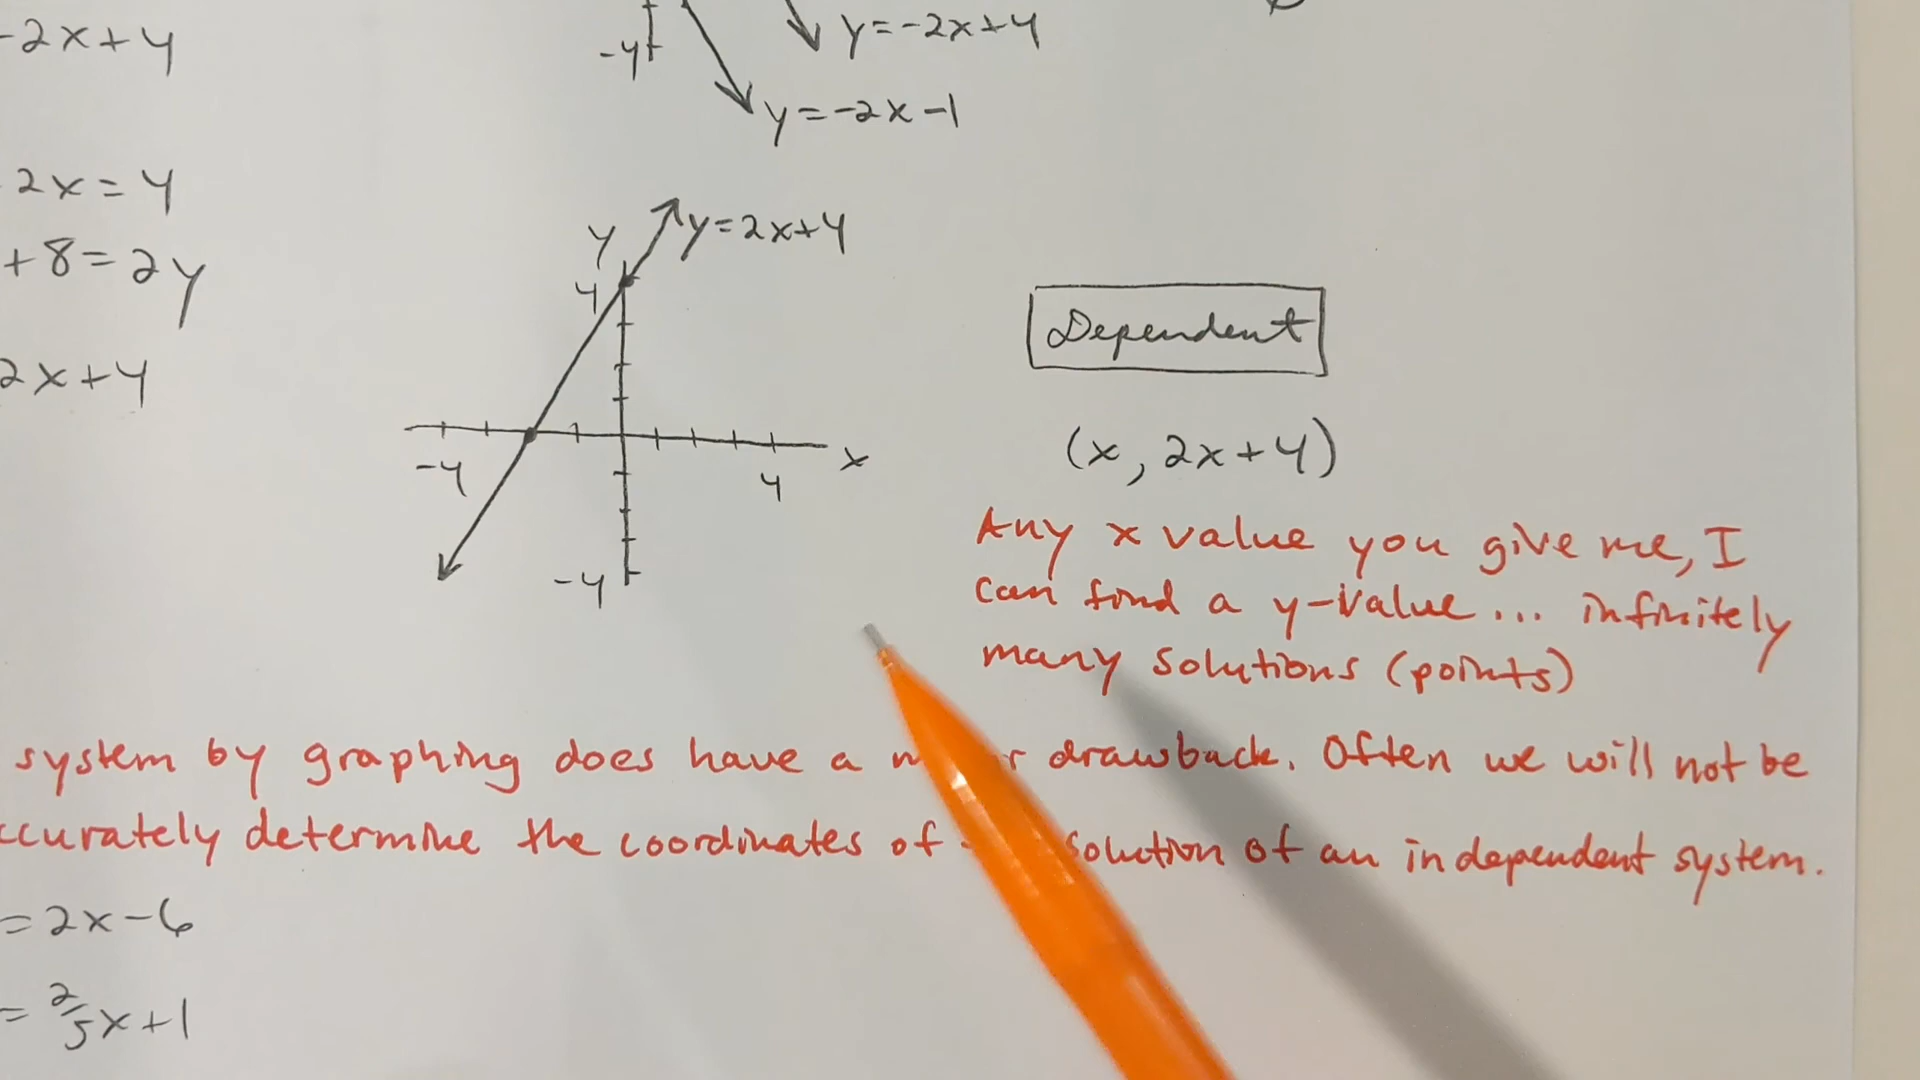 -2x+4
-4
y=-2x+4
y=-2x-1
2x=4
+8=2y
2x+4
y
y=2x+4
4
-4
4
x
-4
Dependent
(x, 2x+4)
Any x value you give me, I
can find a y-value... infinitely
many solutions (points)
system by graphing does have a drawback. Often we will not be
ccurately determine the coordinates of solution of an independent system.
=2x-6
=2/5x+1